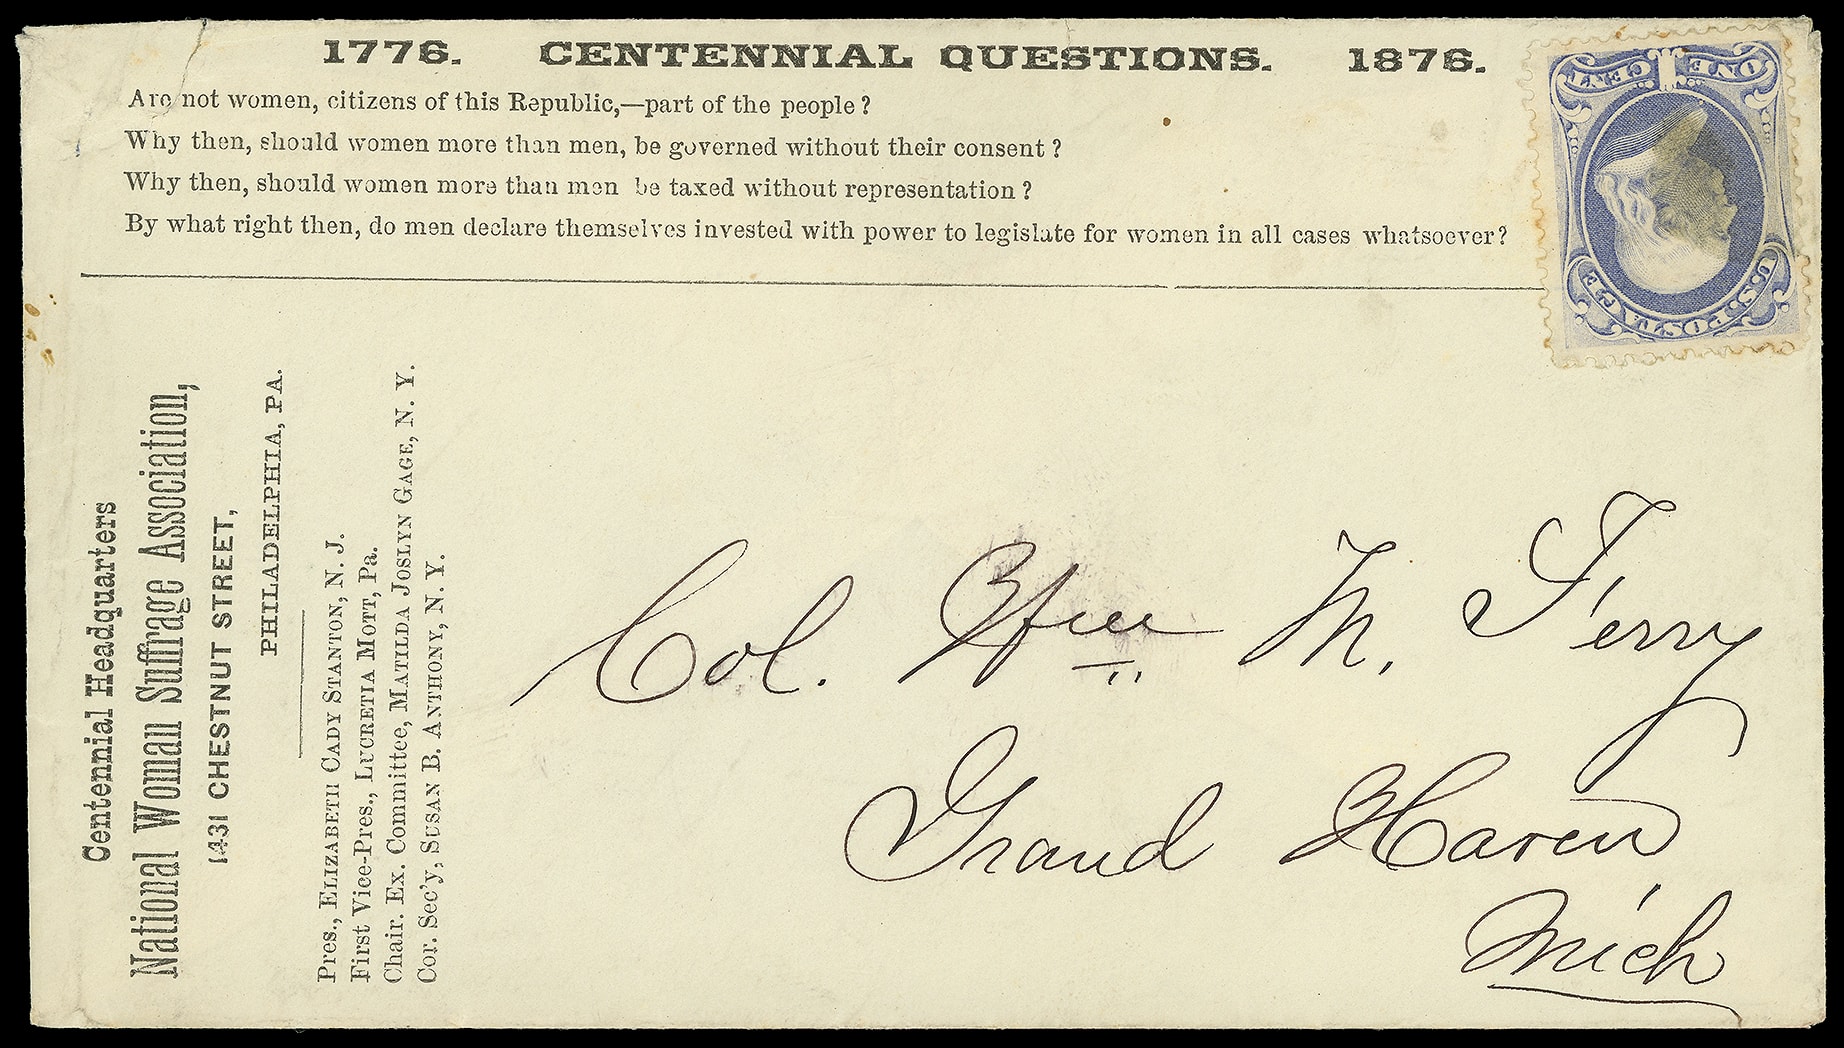 1776. CENTENNIAL QUESTIONS. 1876.
Are not women, citizens of this Republic,—part of the people?
Why then, should women more than men, be governed without their consent?
Why then, should women more than men be taxed without representation?
By what right then, do men declare themselves invested with power to legislate for women in all cases whatsoever?
ONE CENT
U.S. POSTAGE
Centennial Headquarters
National Woman Suffrage Association,
1431 CHESTNUT STREET,
PHILADELPHIA, PA.
Pres., ELIZABETH CADY STANTON, N. J.
First Vice-Pres., LUCRETIA MOTT, Pa.
Chair. Ex. Committee, MATILDA JOSLYN GAGE, N. Y.
Cor. Sec'y, SUSAN B. ANTHONY, N. Y.
Col. Wm M. Ferry
Grand Haven
Mich